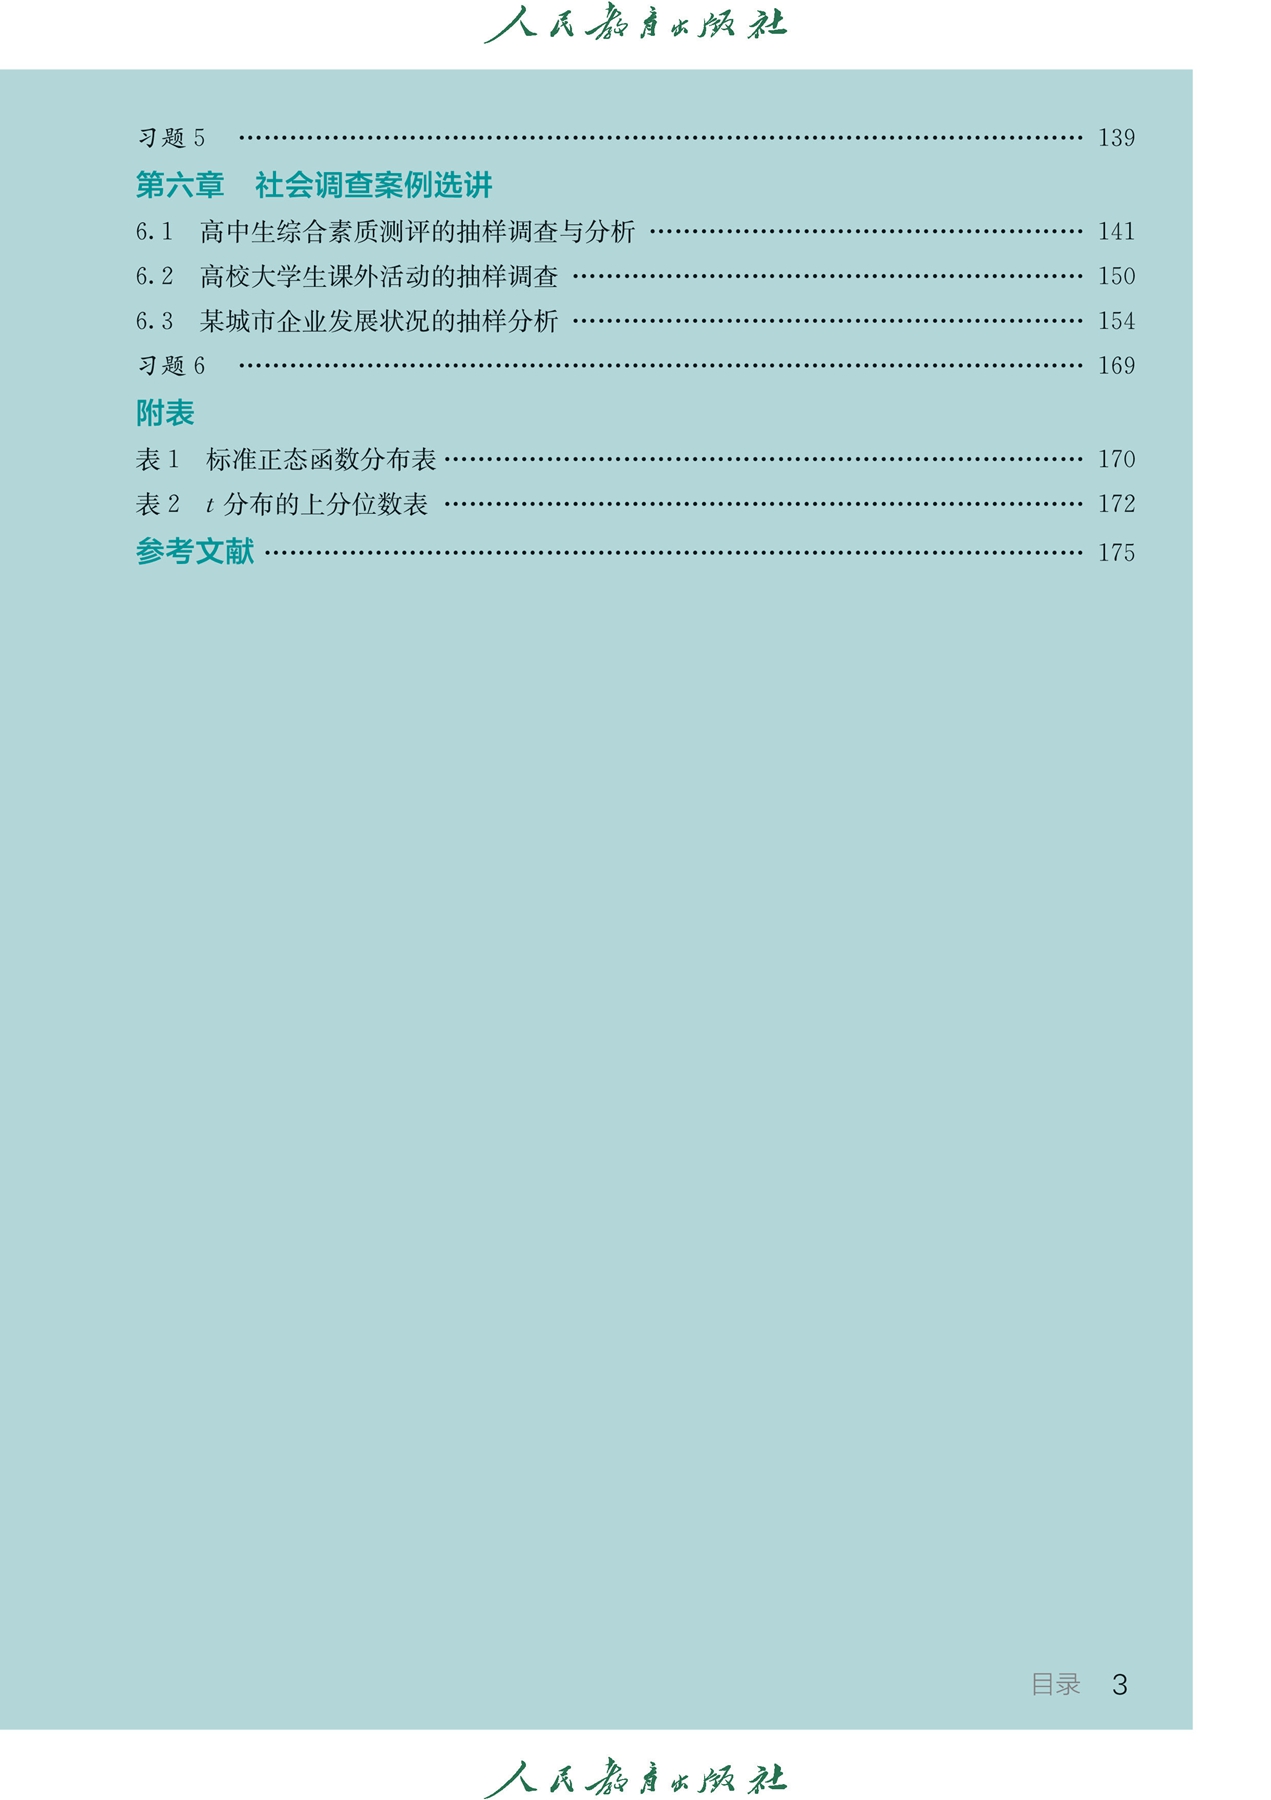 人民教育出版社
习题 5 ………………………………………………………………………… 139
第六章 社会调查案例选讲
6.1 高中生综合素质测评的抽样调查与分析 ………………………………… 141
6.2 高校大学生课外活动的抽样调查 ……………………………………… 150
6.3 某城市企业发展状况的抽样分析 ……………………………………… 154
习题 6 ………………………………………………………………………… 169
附表
表 1 标准正态函数分布表 ………………………………………………… 170
表 2 t 分布的上分位数表 ………………………………………………… 172
参考文献 ……………………………………………………………………… 175
目录 3
人民教育出版社